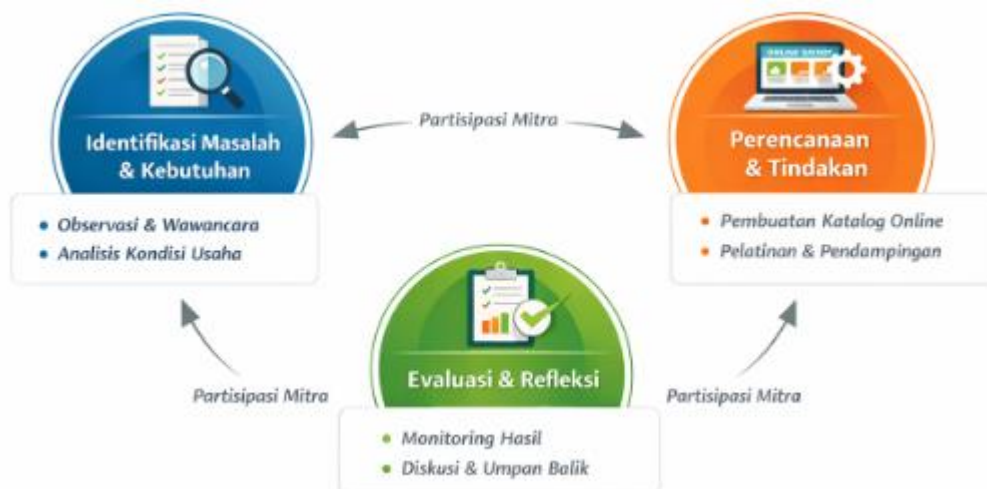 Identifikasi Masalah
& Kebutuhan
Observasi & Wawancara
Analisis Kondisi Usaha
Partisipasi Mitra
Perencanaan
& Tindakan
Pembuatan Katalog Online
Pelatinan & Pendampingan
Partisipasi Mitra
Evaluasi & Refleksi
Monitoring Hasil
Diskusi & Umpan Balik
Partisipasi Mitra